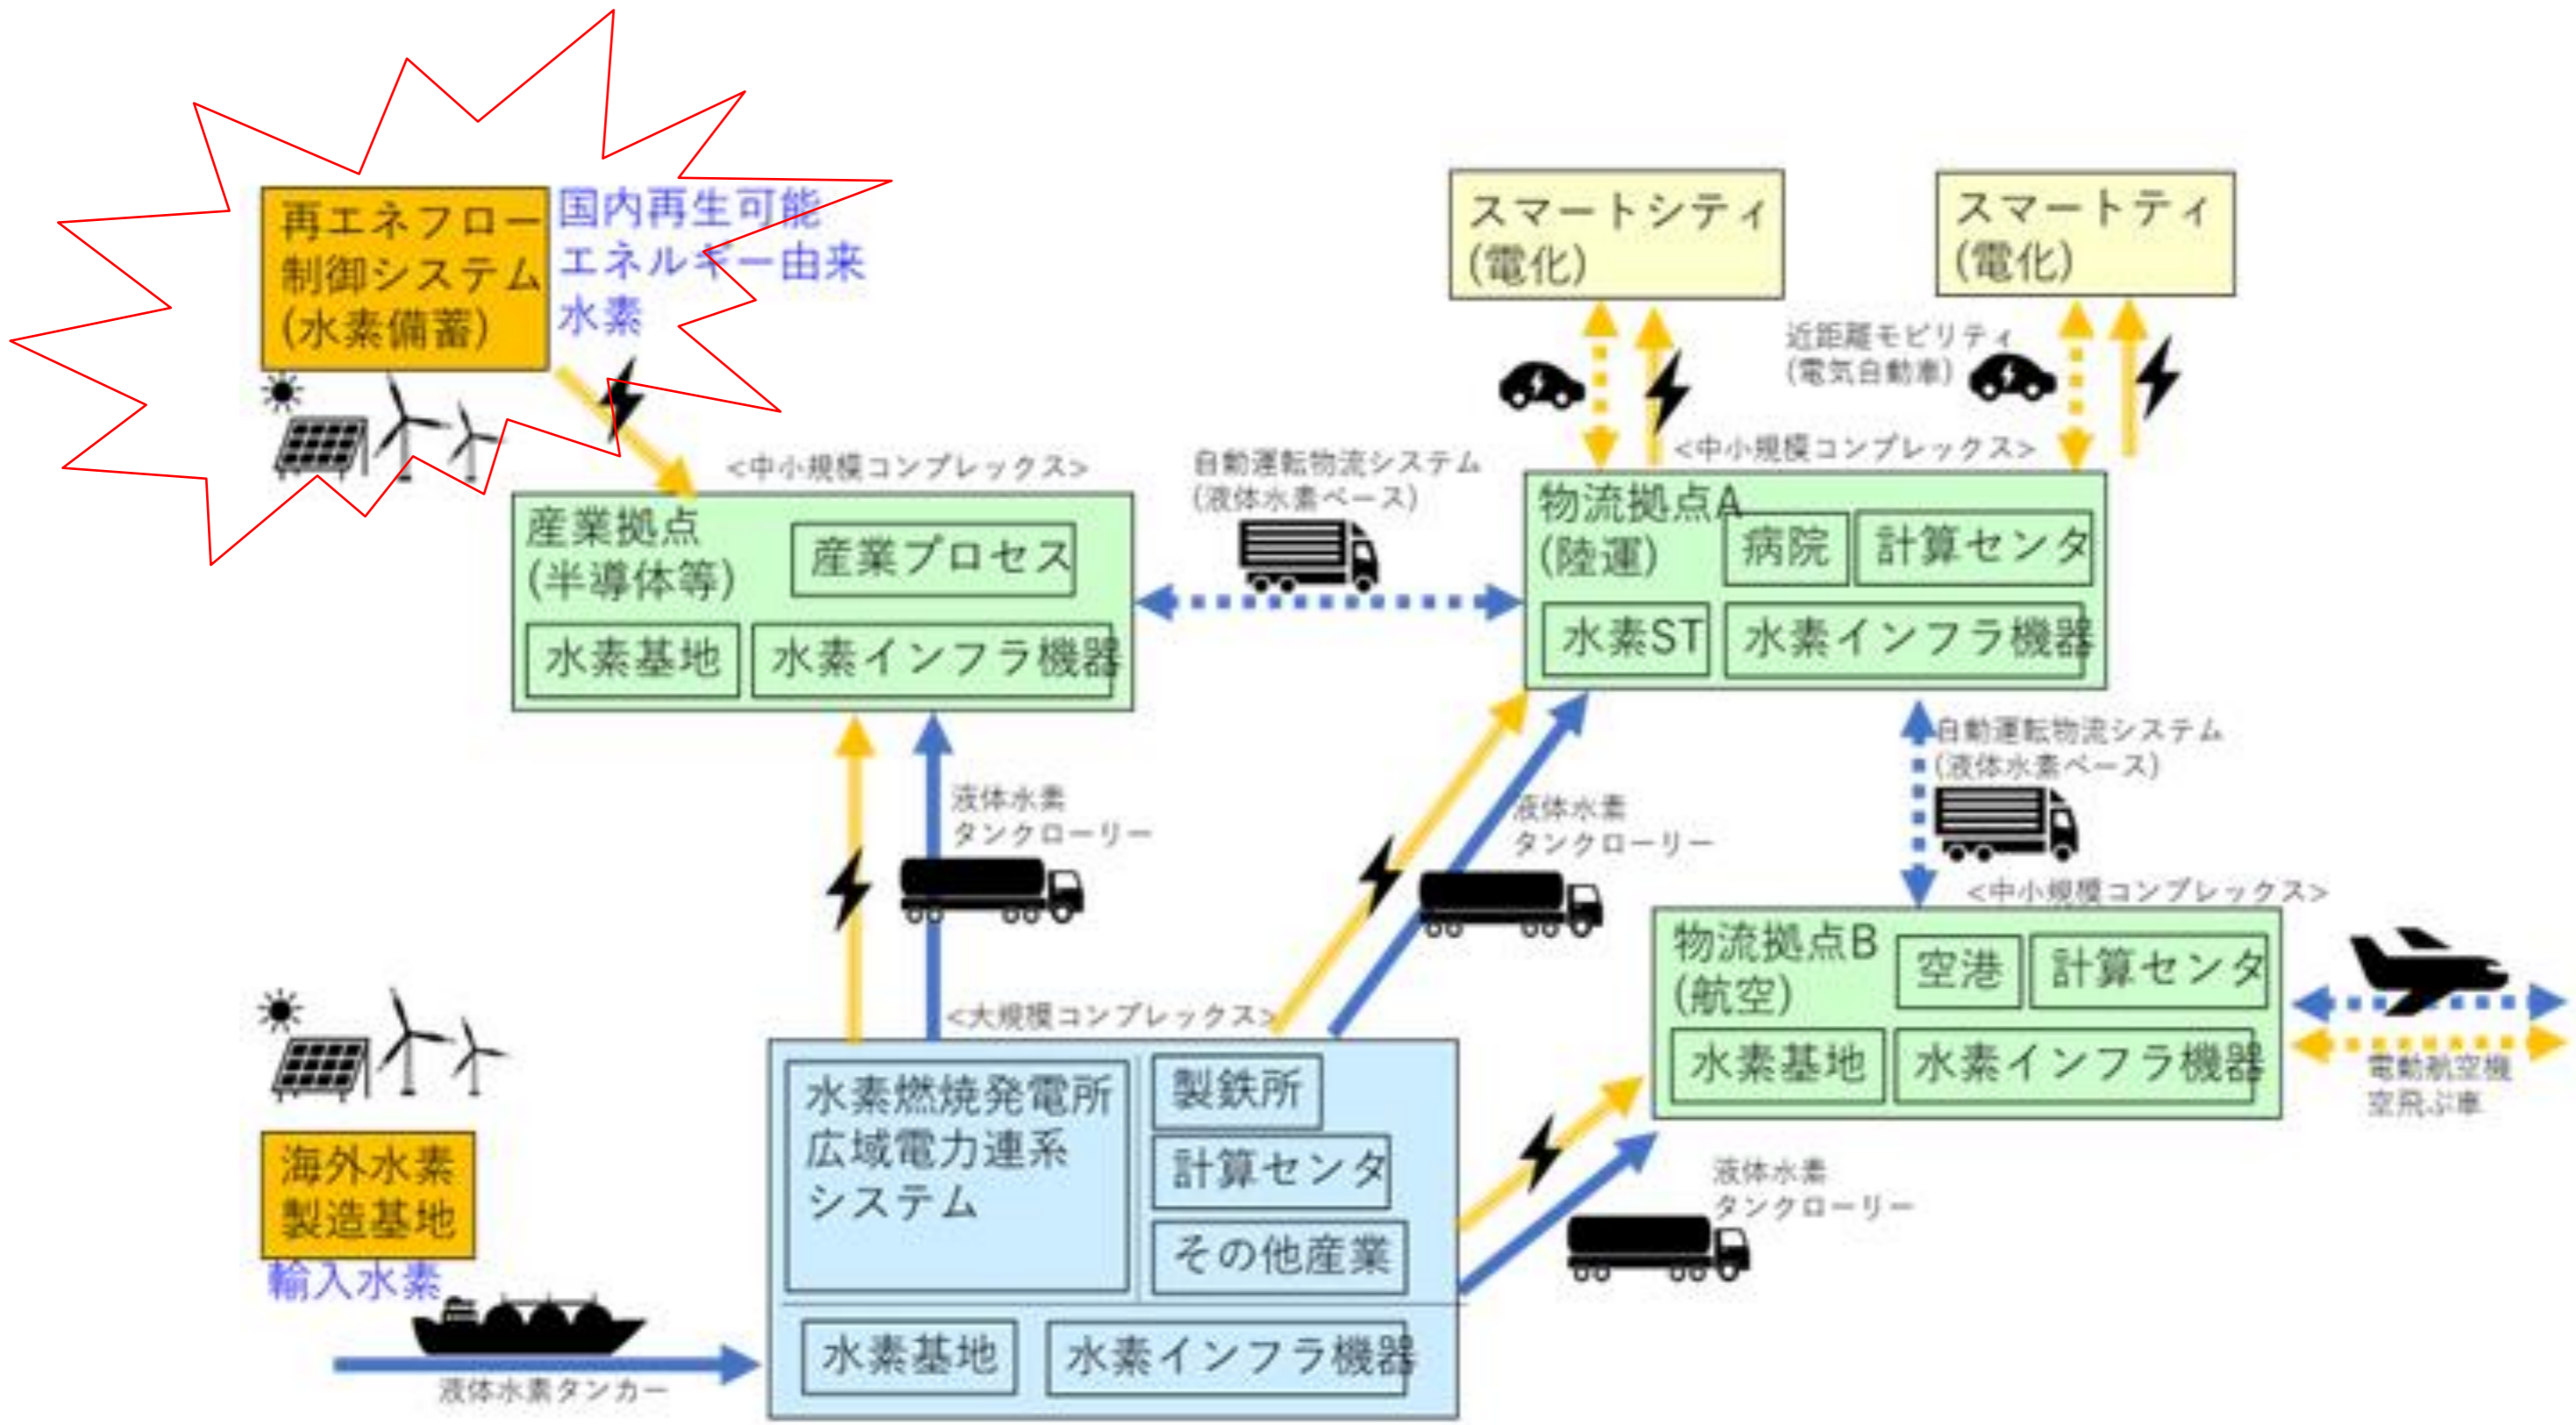 再エネフロー
制御システム
(水素備蓄)
国内再生可能
エネルギー由来
水素
スマートシティ
(電化)
スマートティ
(電化)
近距離モビリティ
(電気自動車)
<中小規模コンプレックス>
産業拠点
(半導体等)
産業プロセス
水素基地
水素インフラ機器
自動運転物流システム
(液体水素ベース)
<中小規模コンプレックス>
物流拠点A
(陸運)
病院
計算センタ
水素ST
水素インフラ機器
液体水素
タンクローリー
液体水素
タンクローリー
自動運転物流システム
(液体水素ベース)
<中小規模コンプレックス>
物流拠点B
(航空)
空港
計算センタ
水素基地
水素インフラ機器
電動航空機
空飛ぶ車
海外水素
製造基地
輸入水素
液体水素タンカー
<大規模コンプレックス>
水素燃焼発電所
広域電力連系
システム
製鉄所
計算センタ
その他産業
水素基地
水素インフラ機器
液体水素
タンクローリー